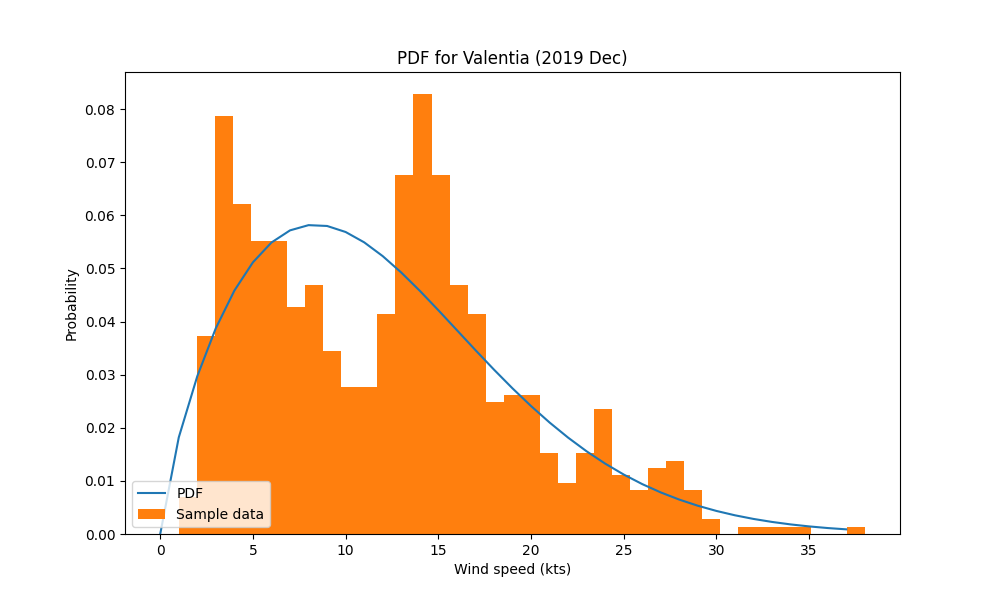 PDF for Valentia (2019 Dec)
0.08
0.07
0.06
0.05
0.04
0.03
0.02
0.01
0.00
Probability
PDF
Sample data
0 5 10 15 20 25 30 35
Wind speed (kts)